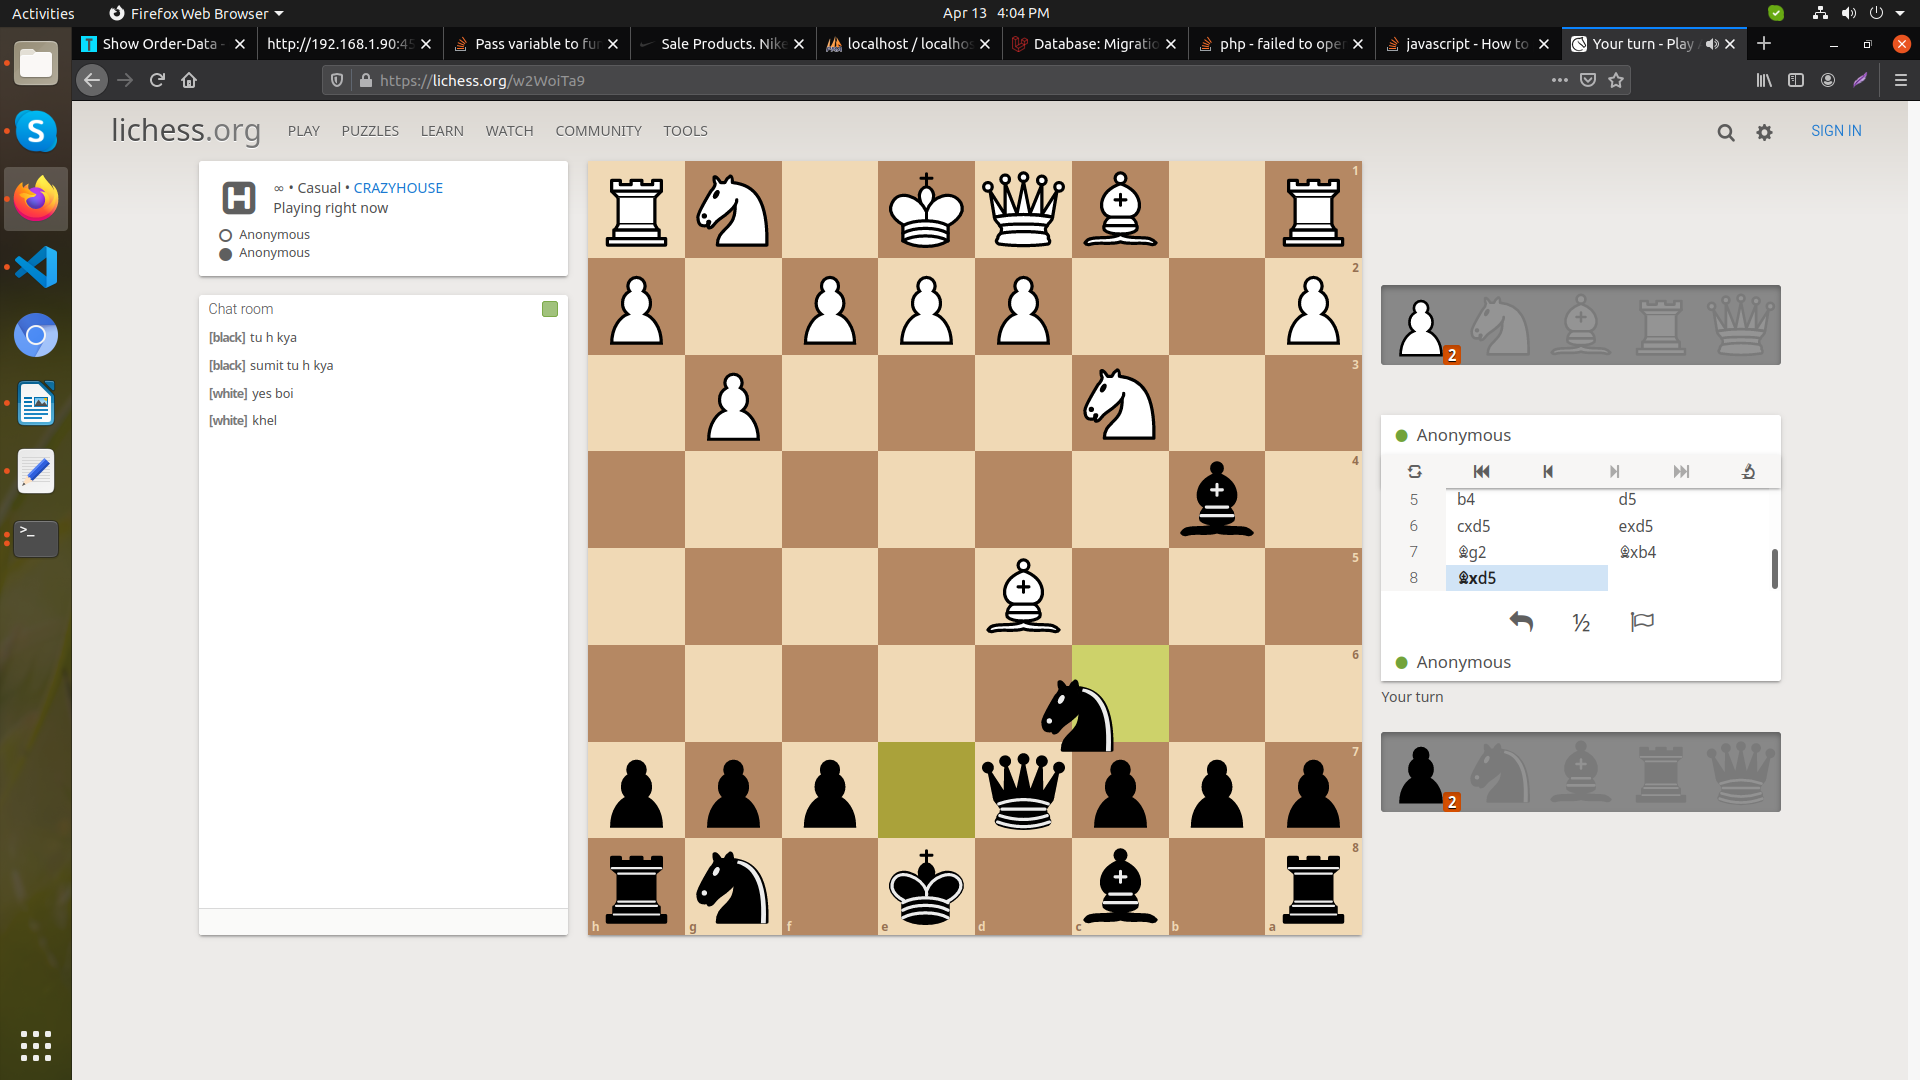 Activities
Firefox Web Browser
Apr 13 4:04 PM
Show Order-Data -
http://192.168.1.90:45
Pass variable to fun
Sale Products. Nike
localhost / localhos
Database: Migratio
php - failed to open
javascript - How to
Your turn - Play
https://lichess.org/w2WoiTa9
lichess.org
PLAY
PUZZLES
LEARN
WATCH
COMMUNITY
TOOLS
SIGN IN
∞ • Casual • CRAZYHOUSE
Playing right now
Anonymous
Anonymous
Chat room
[black] tu h kya
[black] sumit tu h kya
[white] yes boi
[white] khel
1
2
3
4
5
6
7
8
h
g
f
e
d
c
b
a
2
Anonymous
5 b4 d5
6 cxd5 exd5
7 ♗g2 ♗xb4
8 ♗xd5
½
Anonymous
Your turn
2